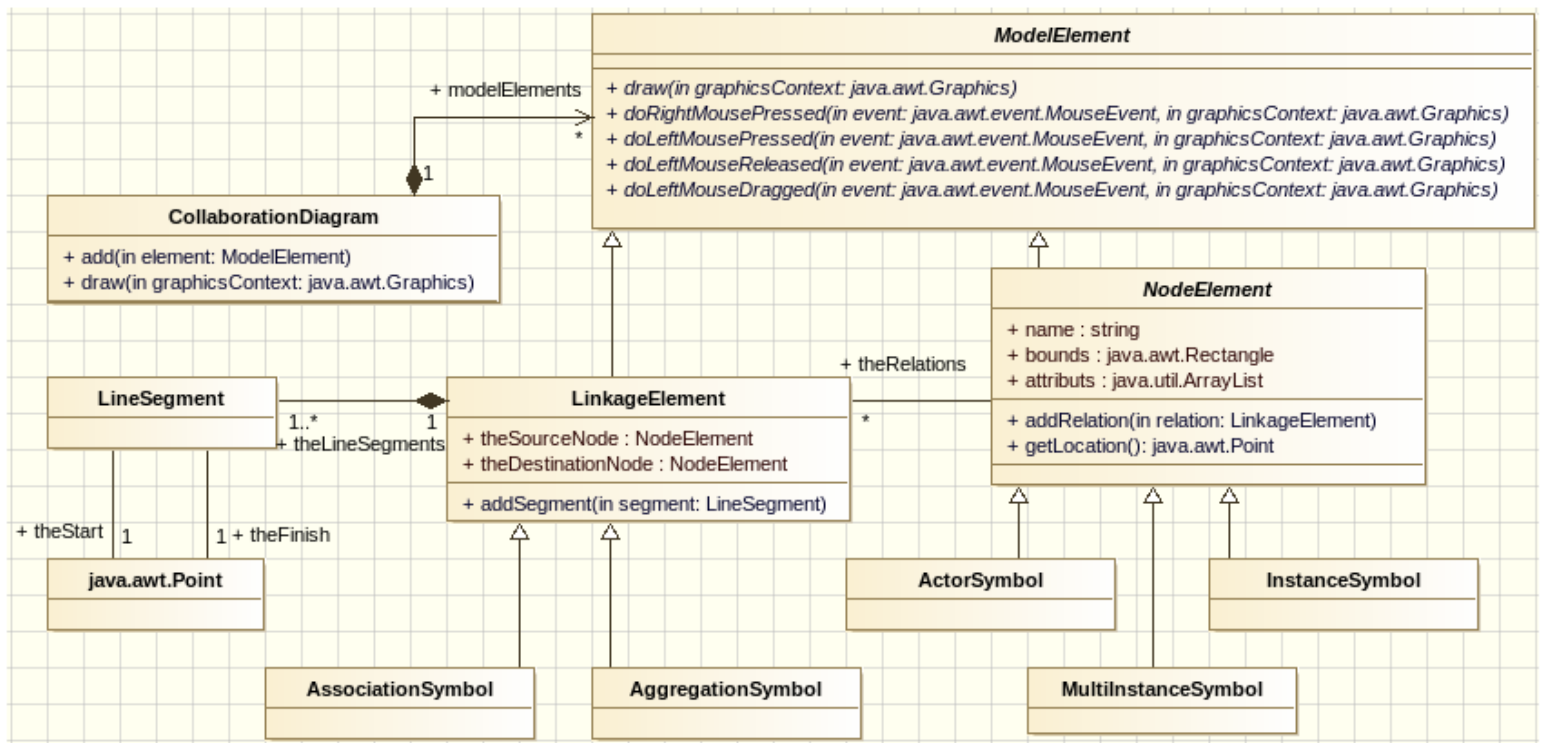 ModelElement
+ draw(in graphicsContext: java.awt.Graphics)
+ doRightMousePressed(in event: java.awt.event.MouseEvent, in graphicsContext: java.awt.Graphics)
+ doLeftMousePressed(in event: java.awt.event.MouseEvent, in graphicsContext: java.awt.Graphics)
+ doLeftMouseReleased(in event: java.awt.event.MouseEvent, in graphicsContext: java.awt.Graphics)
+ doLeftMouseDragged(in event: java.awt.event.MouseEvent, in graphicsContext: java.awt.Graphics)
+ modelElements
*
1
CollaborationDiagram
+ add(in element: ModelElement)
+ draw(in graphicsContext: java.awt.Graphics)
NodeElement
+ name : string
+ bounds : java.awt.Rectangle
+ attributs : java.util.ArrayList
+ addRelation(in relation: LinkageElement)
+ getLocation(): java.awt.Point
+ theRelations
*
LineSegment
1..*
1
+ theLineSegments
LinkageElement
+ theSourceNode : NodeElement
+ theDestinationNode : NodeElement
+ addSegment(in segment: LineSegment)
+ theStart
1
1
+ theFinish
java.awt.Point
ActorSymbol
InstanceSymbol
AssociationSymbol
AggregationSymbol
MultiInstanceSymbol